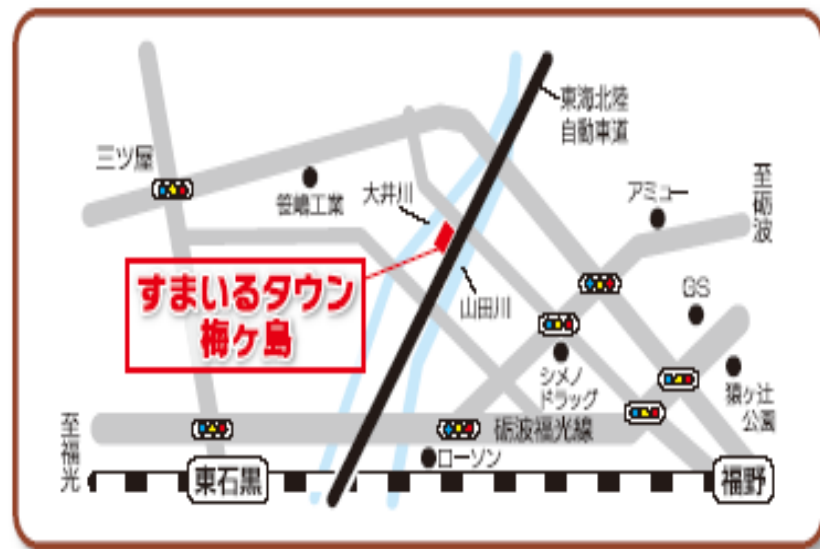 東海北陸
自動車道
三ツ屋
笹嶋工業
大井川
アミュー
至砺波
すまいるタウン
梅ヶ島
山田川
GS
シメノ
ドラッグ
猿ヶ辻
公園
至福光
砺波福光線
ローソン
東石黒
福野